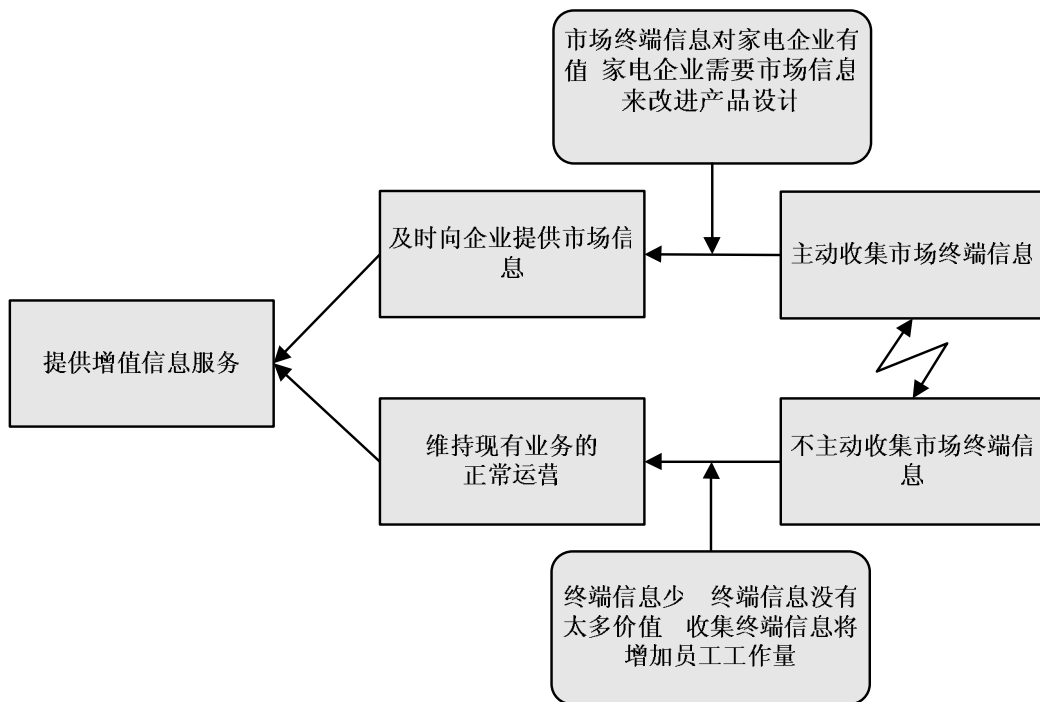 市场终端信息对家电企业有
值 家电企业需要市场信息
来改进产品设计
及时向企业提供市场信
息
主动收集市场终端信息
提供增值信息服务
维持现有业务的
正常运营
不主动收集市场终端信
息
终端信息少 终端信息没有
太多价值 收集终端信息将
增加员工工作量